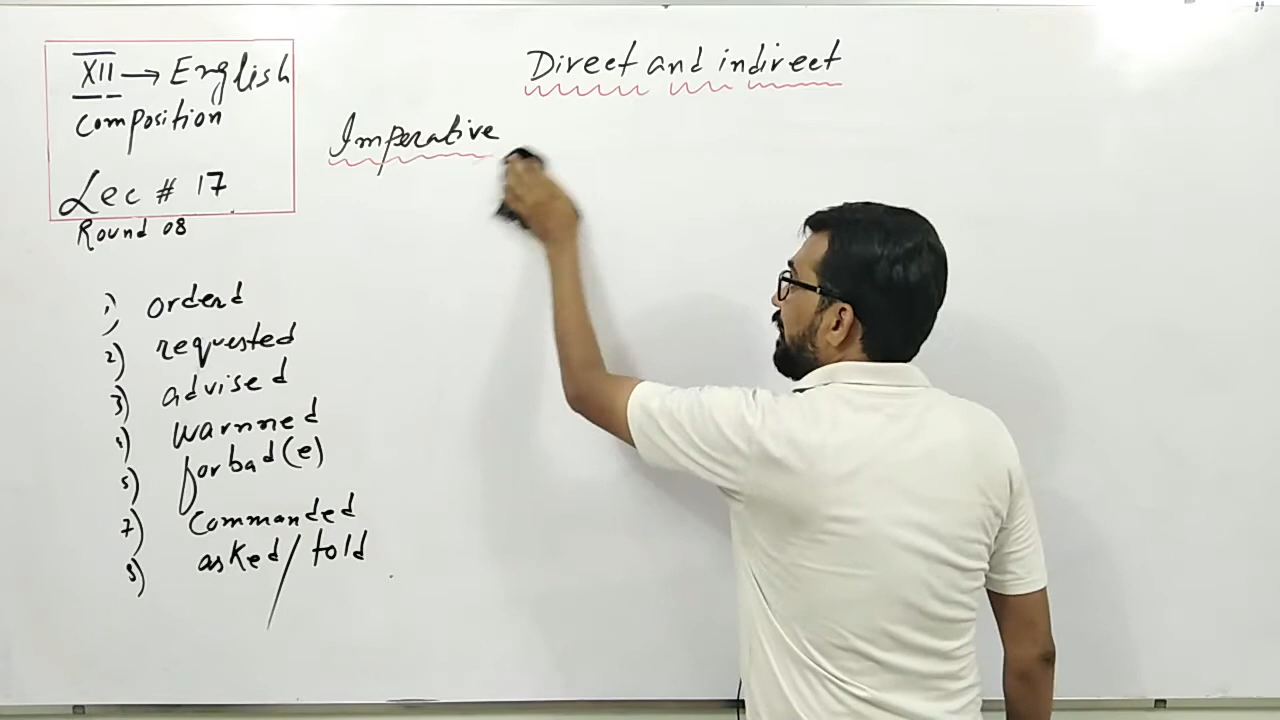 XII → English
composition
Lec # 17
Round 08
Direct and indirect
Imperative
1) orderd
2) requested
3) advised
4) warnned
5) forbad(e)
7) commanded
8) asked/told